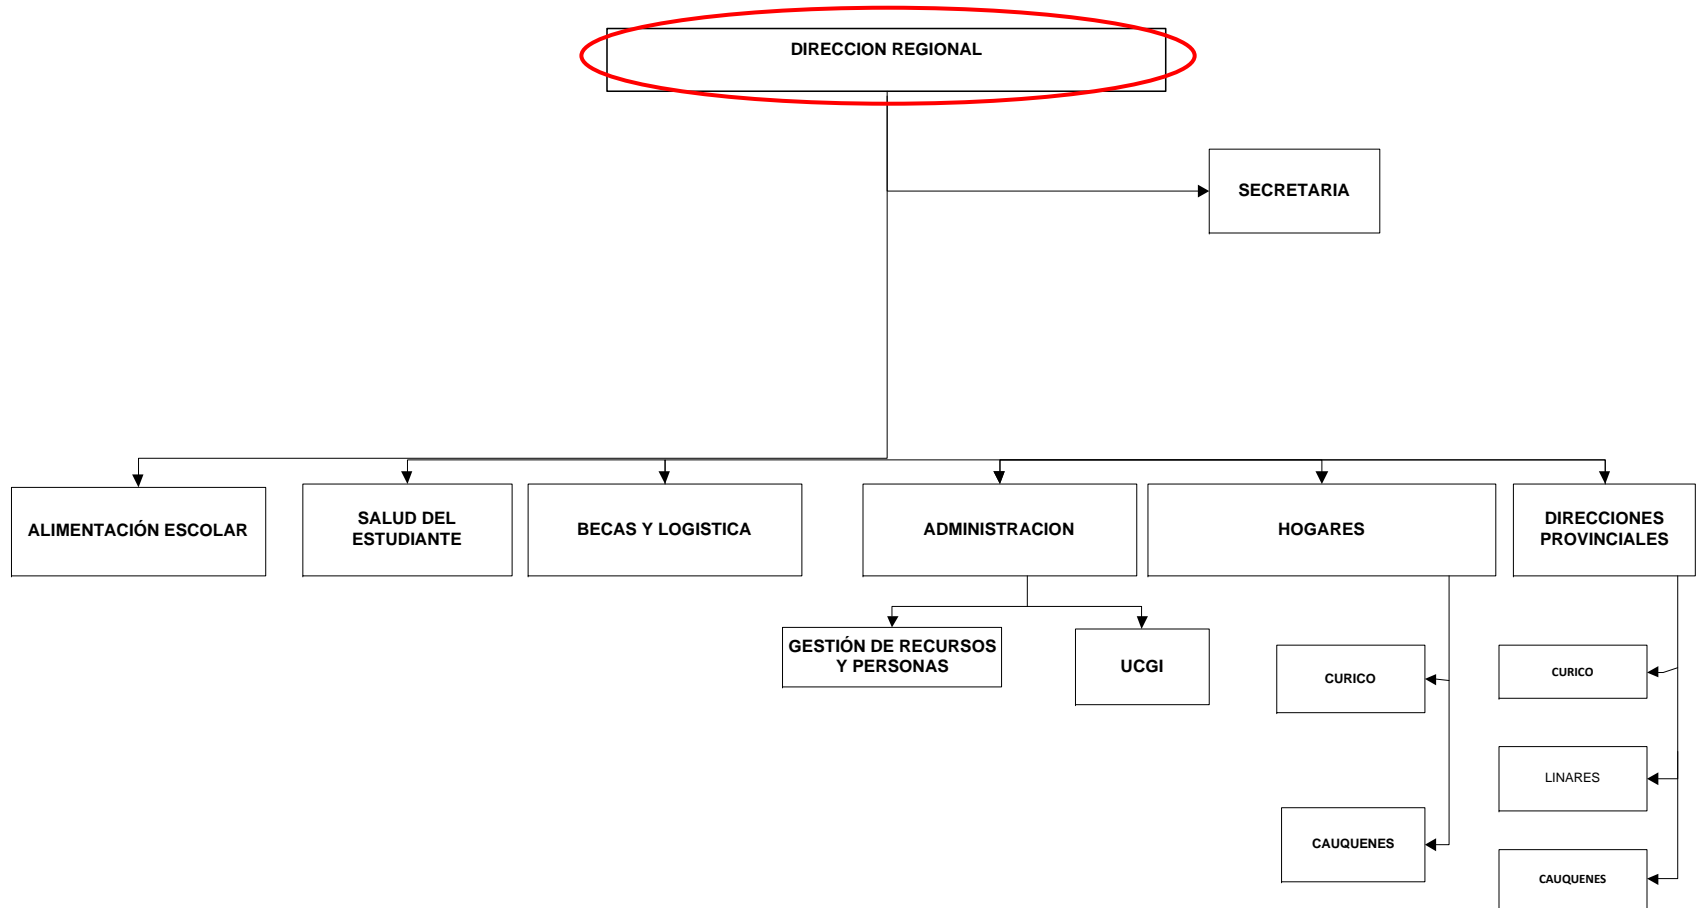 DIRECCION REGIONAL
SECRETARIA
ALIMENTACIÓN ESCOLAR
SALUD DEL
ESTUDIANTE
BECAS Y LOGISTICA
ADMINISTRACION
HOGARES
DIRECCIONES
PROVINCIALES
GESTIÓN DE RECURSOS
Y PERSONAS
UCGI
CURICO
CURICO
LINARES
CAUQUENES
CAUQUENES